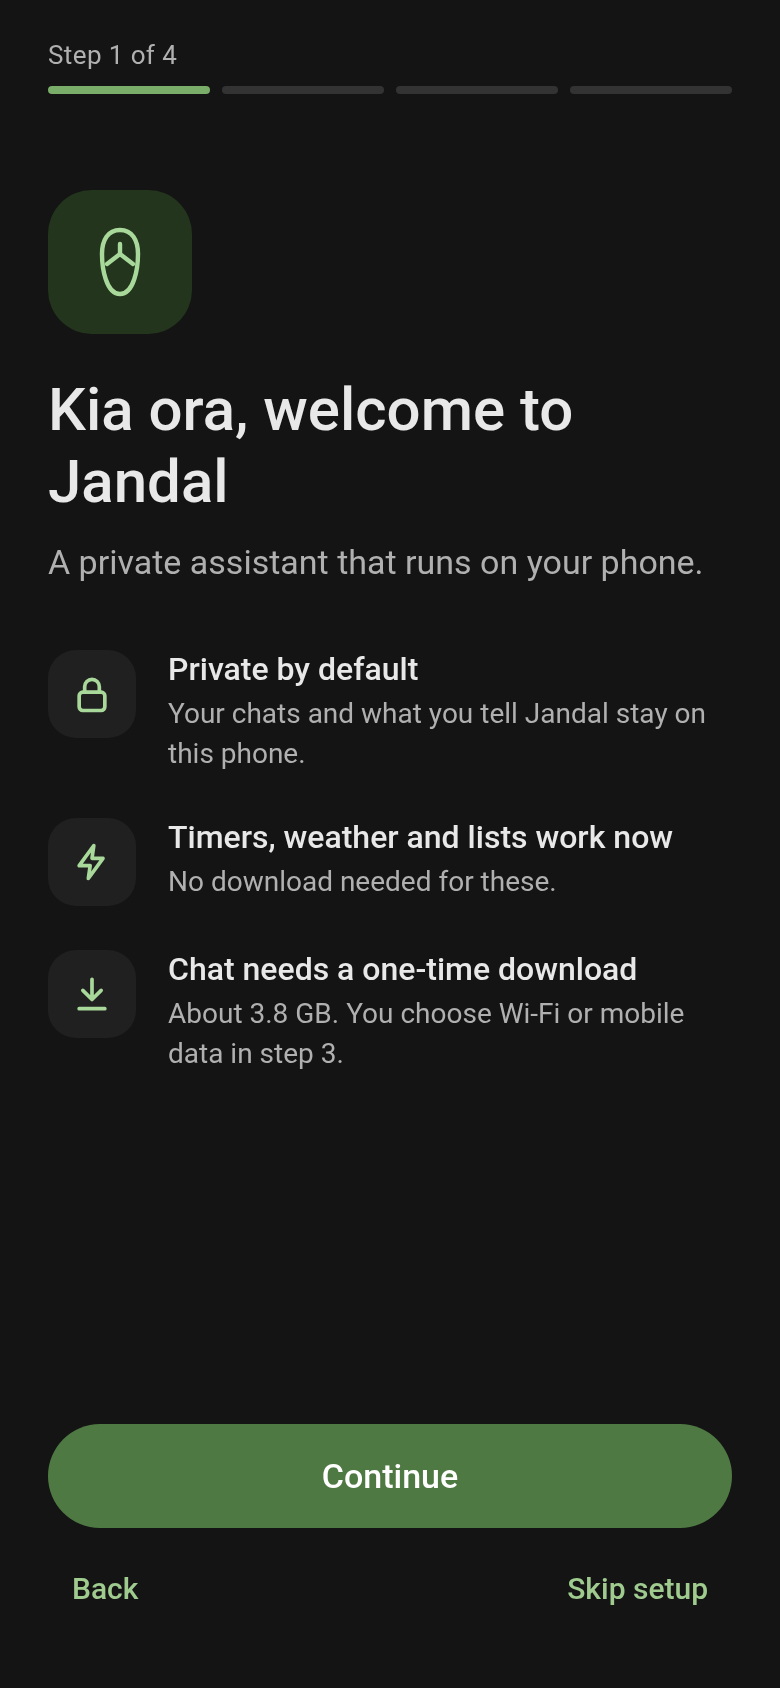 Step 1 of 4
Kia ora, welcome to
Jandal
A private assistant that runs on your phone.
Private by default
Your chats and what you tell Jandal stay on
this phone.
Timers, weather and lists work now
No download needed for these.
Chat needs a one-time download
About 3.8 GB. You choose Wi-Fi or mobile
data in step 3.
Continue
Back
Skip setup